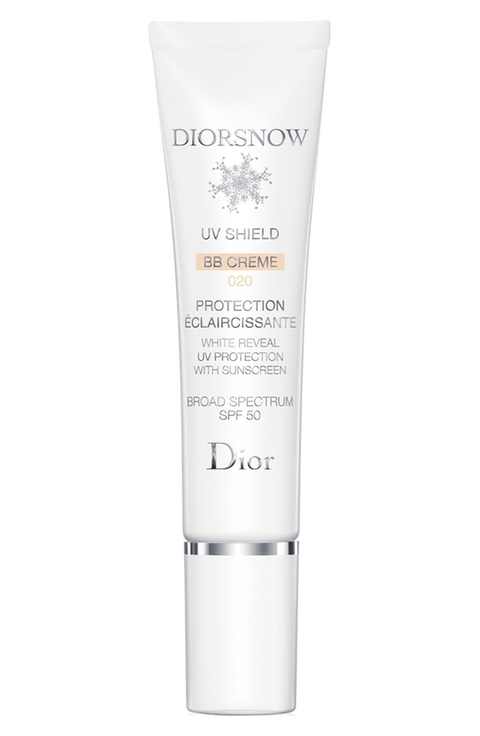 DIORSNOW
UV SHIELD
BB CREME
020
PROTECTION
ÉCLAIRCISSANTE
WHITE REVEAL
UV PROTECTION
WITH SUNSCREEN
BROAD SPECTRUM
SPF 50
Dior